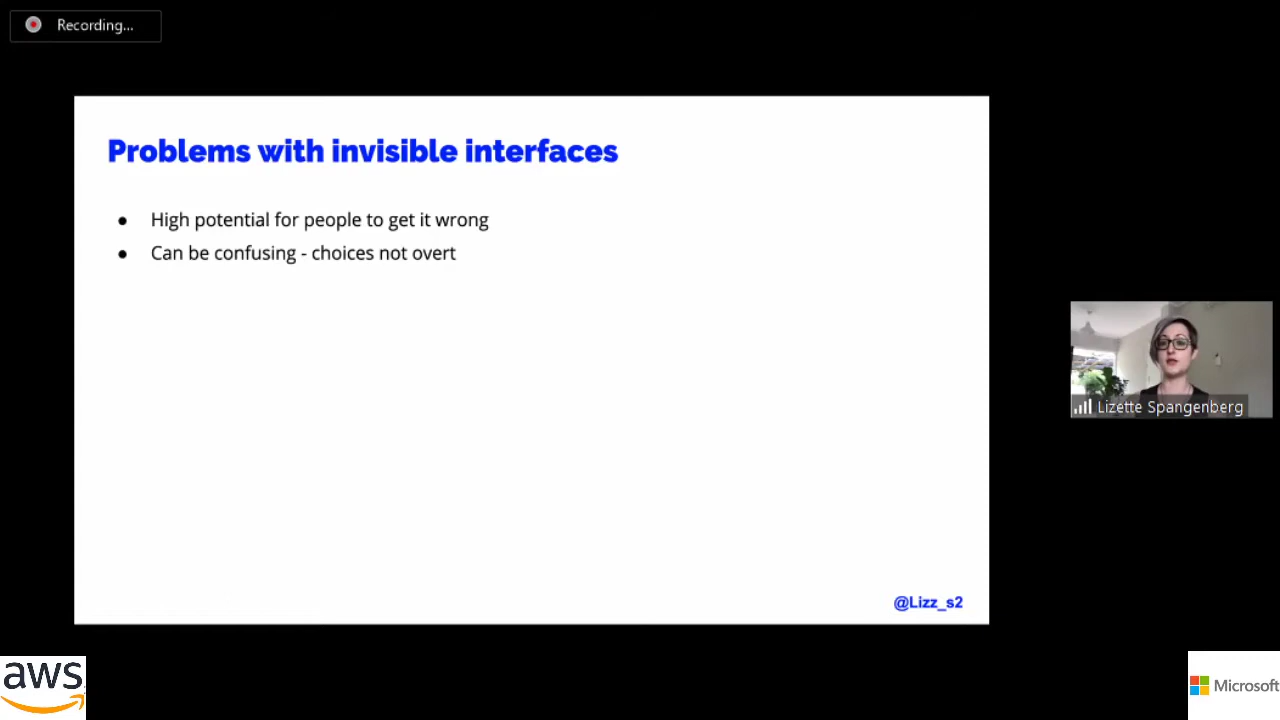 Recording...
Problems with invisible interfaces
● High potential for people to get it wrong
● Can be confusing - choices not overt
Lizette Spangenberg
@Lizz_s2
aws
Microsoft